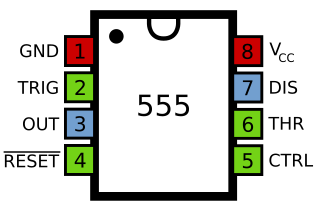 GND 1 8 VCC
TRIG 2 7 DIS
555
OUT 3 6 THR
RESET 4 5 CTRL